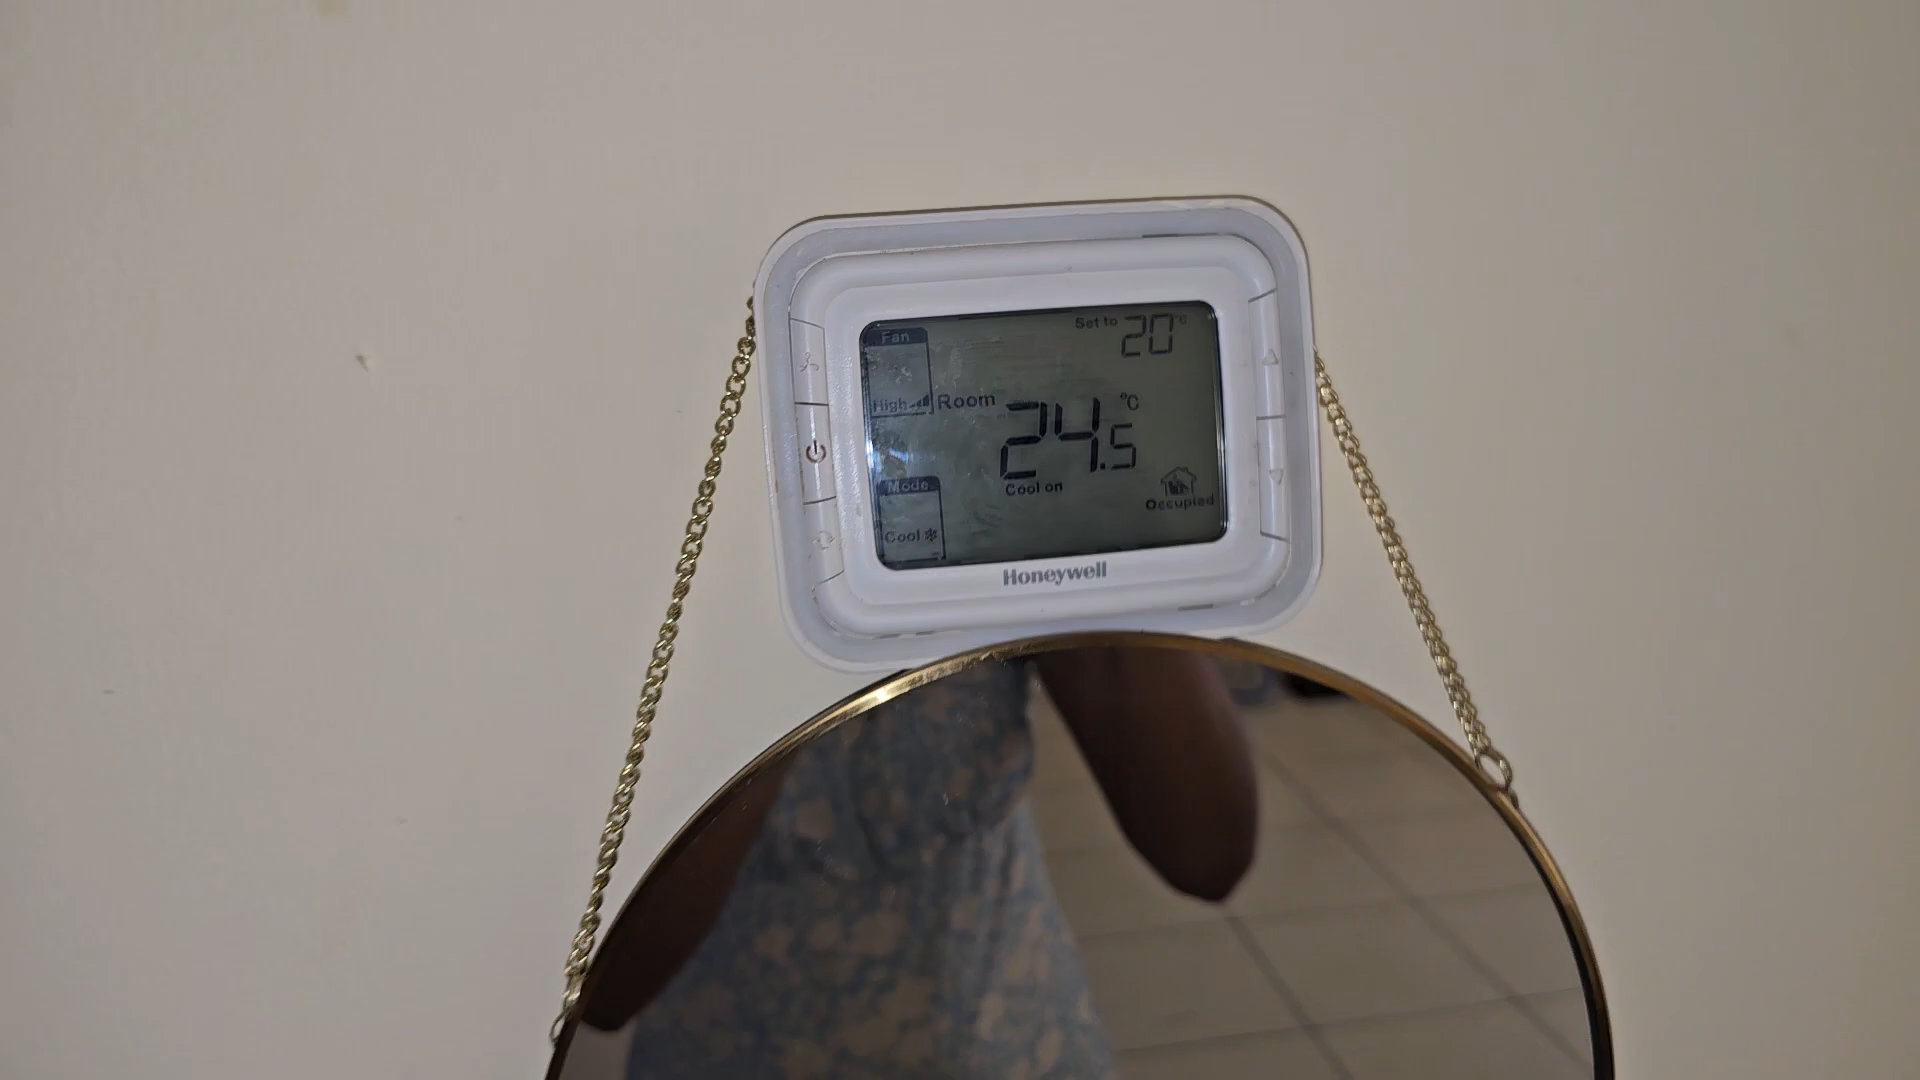 Fan
Set to 20°C
High
Room 24.5 °C
Cool on
Mode
Cool
Occupied
Honeywell